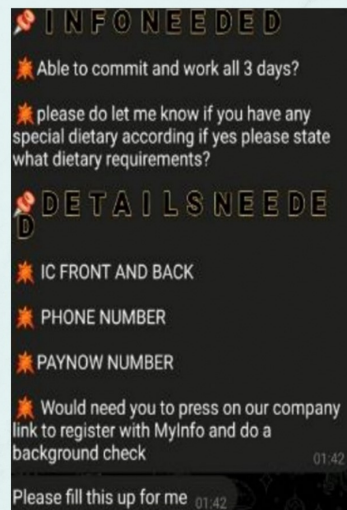 INFONEEDED
Able to commit and work all 3 days?
please do let me know if you have any
special dietary according if yes please state
what dietary requirements?
DETAILSNEEDE
D
IC FRONT AND BACK
PHONE NUMBER
PAYNOW NUMBER
Would need you to press on our company
link to register with MyInfo and do a
background check 01:42
Please fill this up for me 01:42